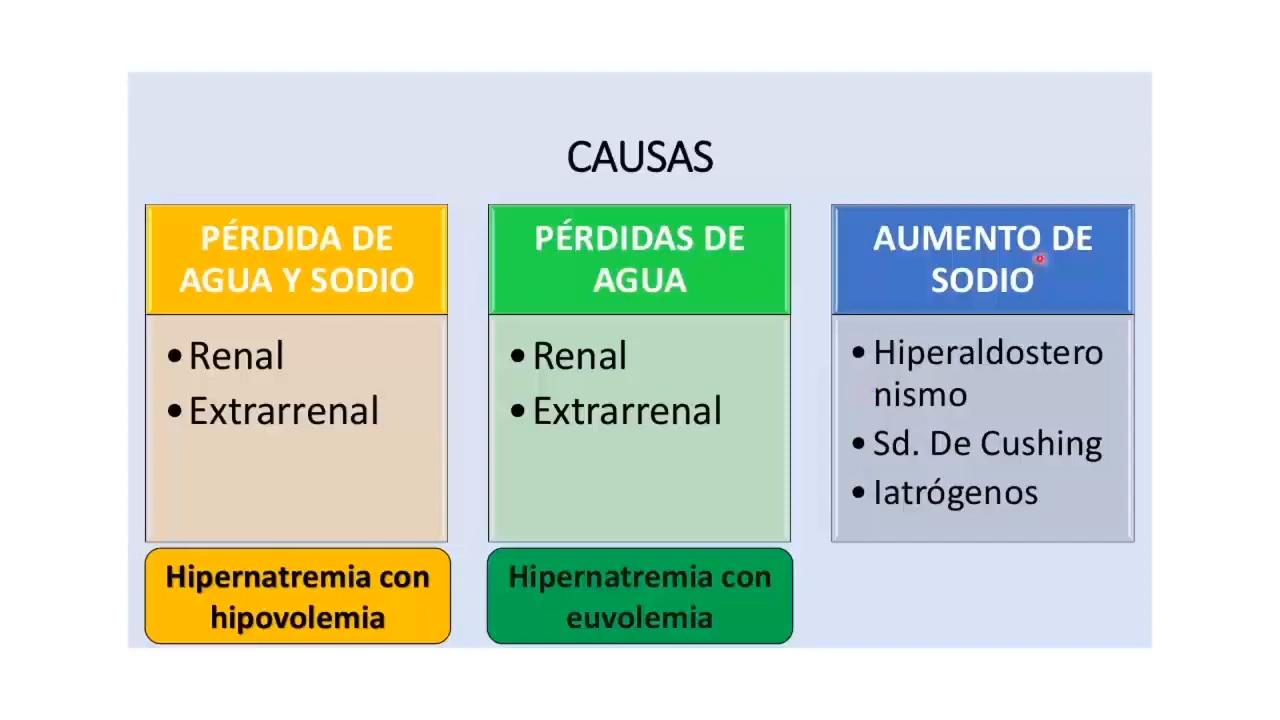 CAUSAS
PÉRDIDA DE
AGUA Y SODIO
• Renal
• Extrarrenal
Hipernatremia con
hipovolemia
PÉRDIDAS DE
AGUA
• Renal
• Extrarrenal
Hipernatremia con
euvolemia
AUMENTO DE
SODIO
• Hiperaldostero
nismo
• Sd. De Cushing
• Iatrógenos